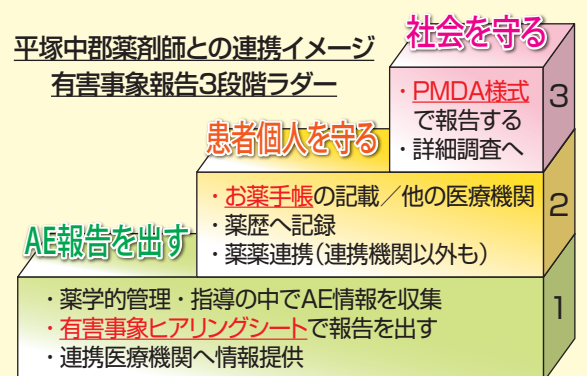 平塚中郡薬剤師との連携イメージ
有害事象報告3段階ラダー
社会を守る
・PMDA様式
で報告する
・詳細調査へ
3
患者個人を守る
・お薬手帳の記載／他の医療機関
・薬歴へ記録
・薬薬連携（連携機関以外も）
2
AE報告を出す
・薬学的管理・指導の中でAE情報を収集
・有害事象ヒアリングシートで報告を出す
・連携医療機関へ情報提供
1